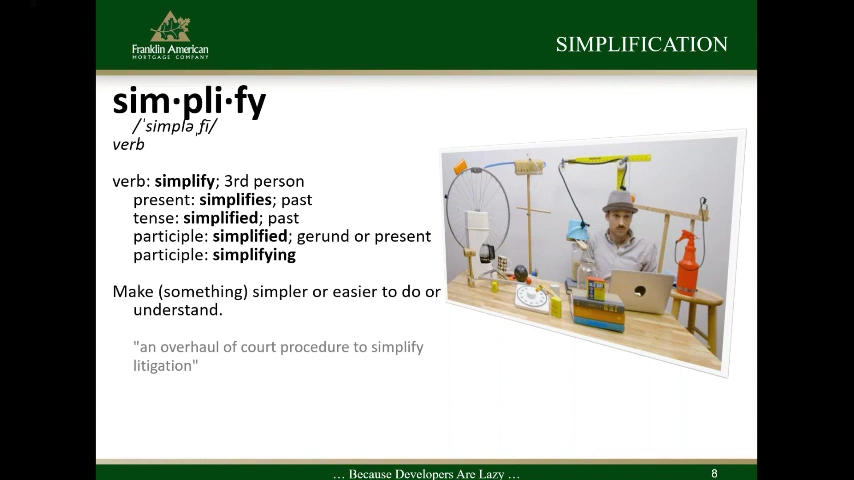 Franklin American
MORTGAGE COMPANY
SIMPLIFICATION
sim·pli·fy
/ˈsimpləˌfī/
verb
verb: simplify; 3rd person
present: simplifies; past
tense: simplified; past
participle: simplified; gerund or present
participle: simplifying
Make (something) simpler or easier to do or
understand.
"an overhaul of court procedure to simplify
litigation"
... Because Developers Are Lazy ...
8